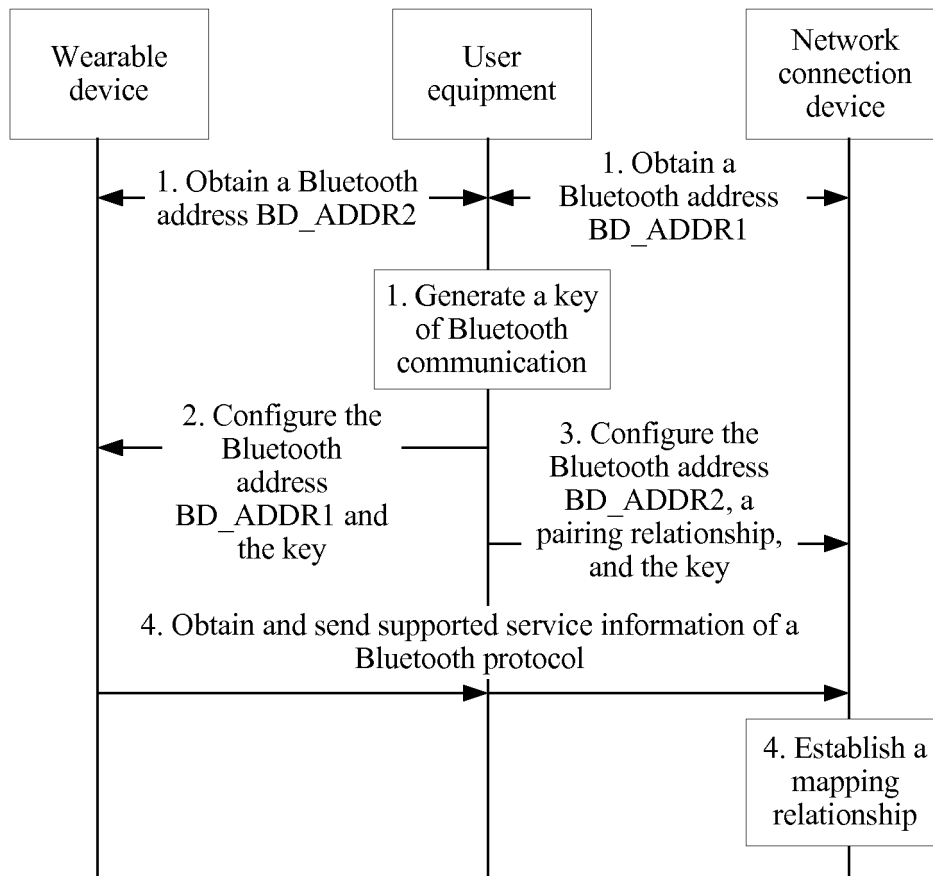 Wearable
device
User
equipment
Network
connection
device
1. Obtain a Bluetooth
address BD_ADDR2
1. Obtain a
Bluetooth address
BD_ADDR1
1. Generate a key
of Bluetooth
communication
2. Configure the
Bluetooth
address
BD_ADDR1 and
the key
3. Configure the
Bluetooth address
BD_ADDR2, a
pairing relationship,
and the key
4. Obtain and send supported service information of a
Bluetooth protocol
4. Establish a
mapping
relationship